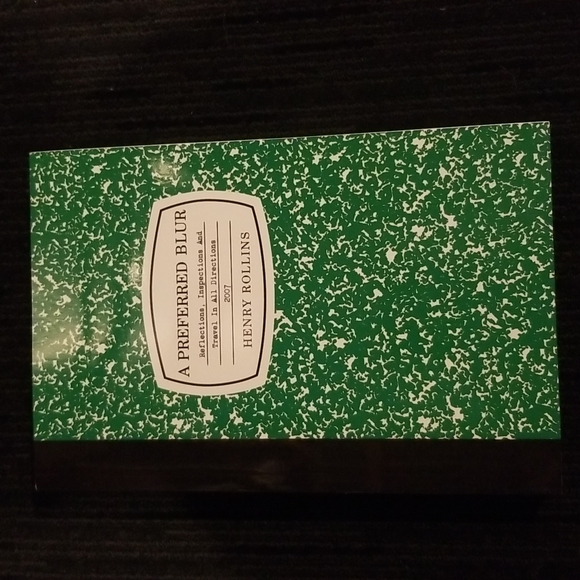 A PREFERRED BLUR
Reflections, Inspections And
Travel In All Directions
2007
HENRY ROLLINS